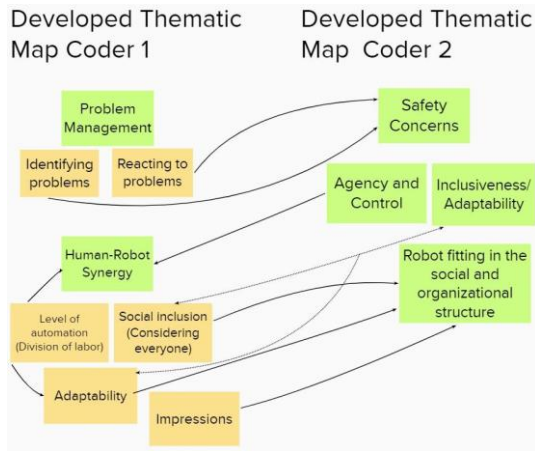 Developed Thematic
Map Coder 1
Developed Thematic
Map Coder 2
Problem
Management
Identifying
problems
Reacting to
problems
Safety
Concerns
Agency and
Control
Inclusiveness/
Adaptability
Human-Robot
Synergy
Robot fitting in the
social and
organizational
structure
Level of
automation
(Division of labor)
Social inclusion
(Considering
everyone)
Adaptability
Impressions